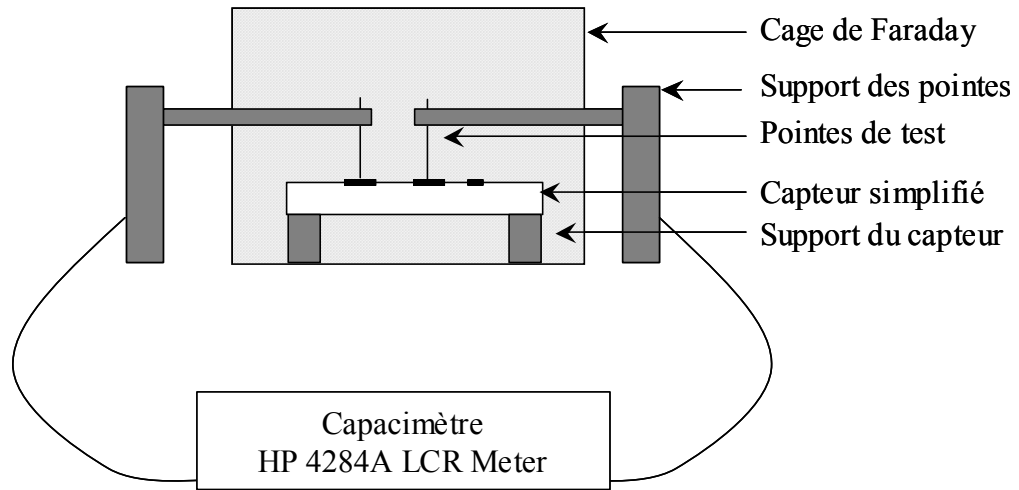 Cage de Faraday
Support des pointes
Pointes de test
Capteur simplifié
Support du capteur
Capacimètre
HP 4284A LCR Meter